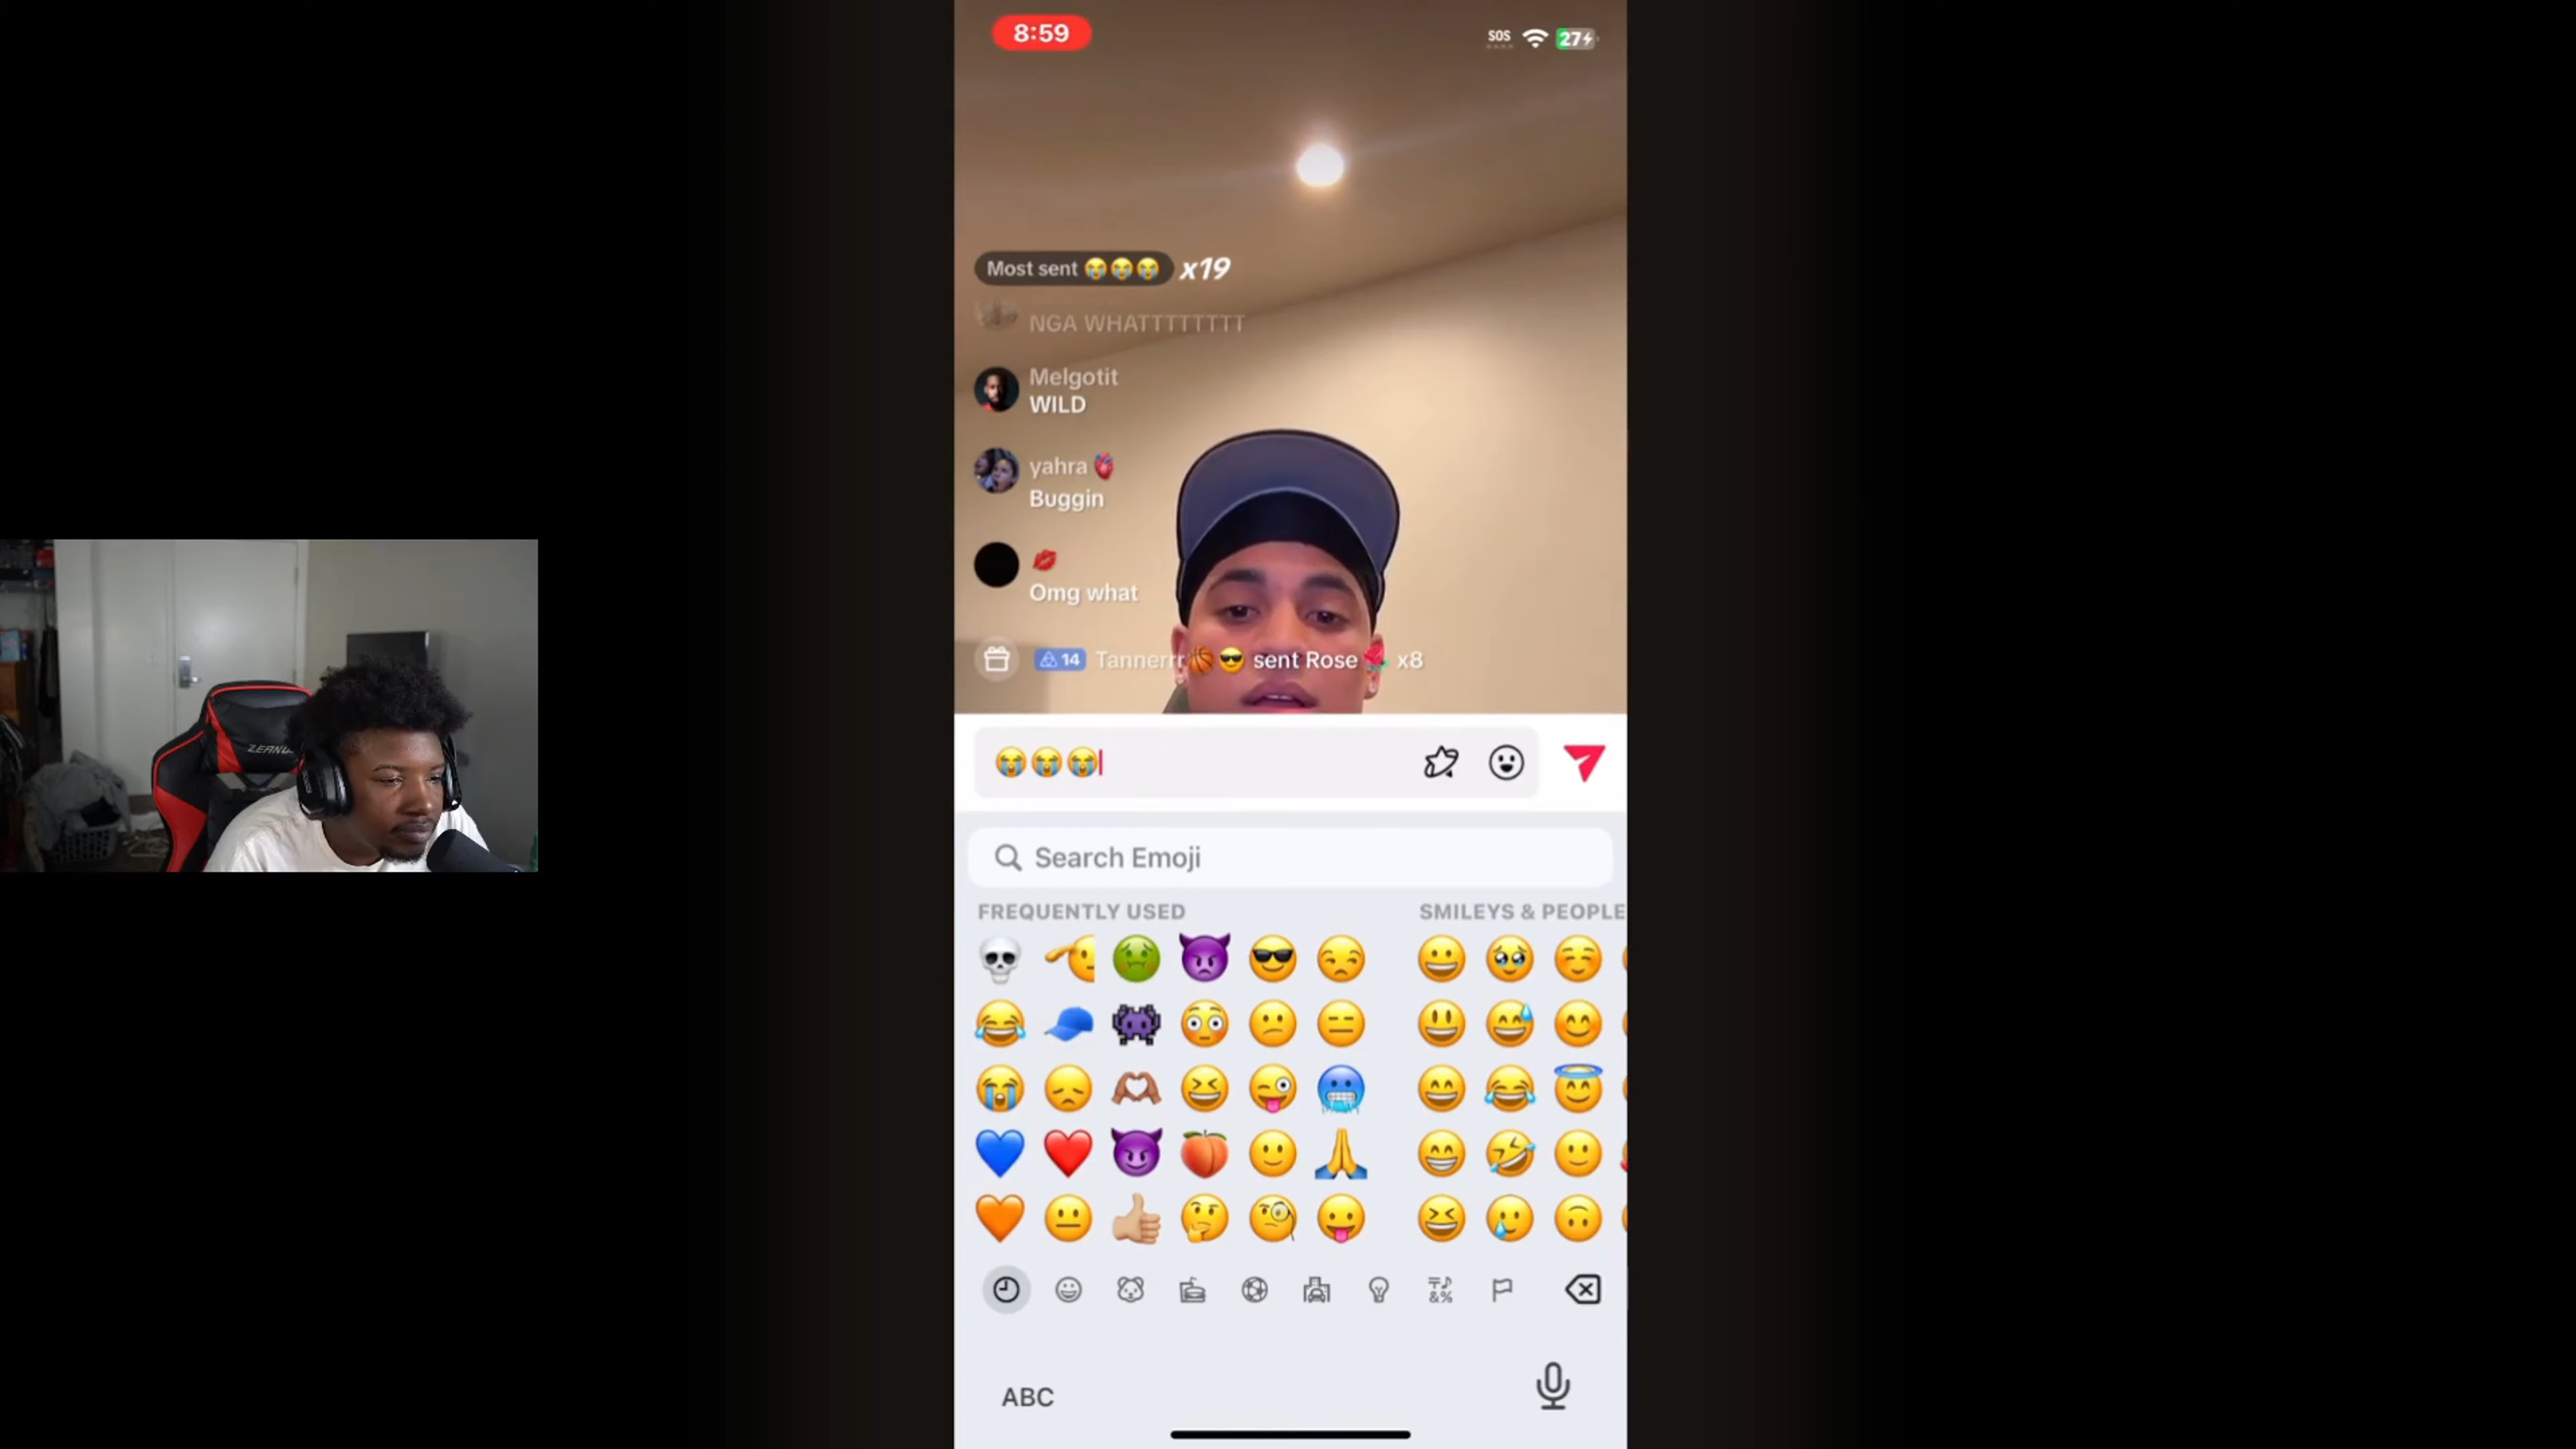 8:59
SOS
27
Most sent 😭😭😭 x19
NGA WHATTTTTTTT
Melgotit
WILD
yahra 🫀
Buggin
💋
Omg what
14 Tannerrr🏀😎 sent Rose 🌹 x8
😭😭😭
Search Emoji
FREQUENTLY USED
SMILEYS & PEOPLE
ABC